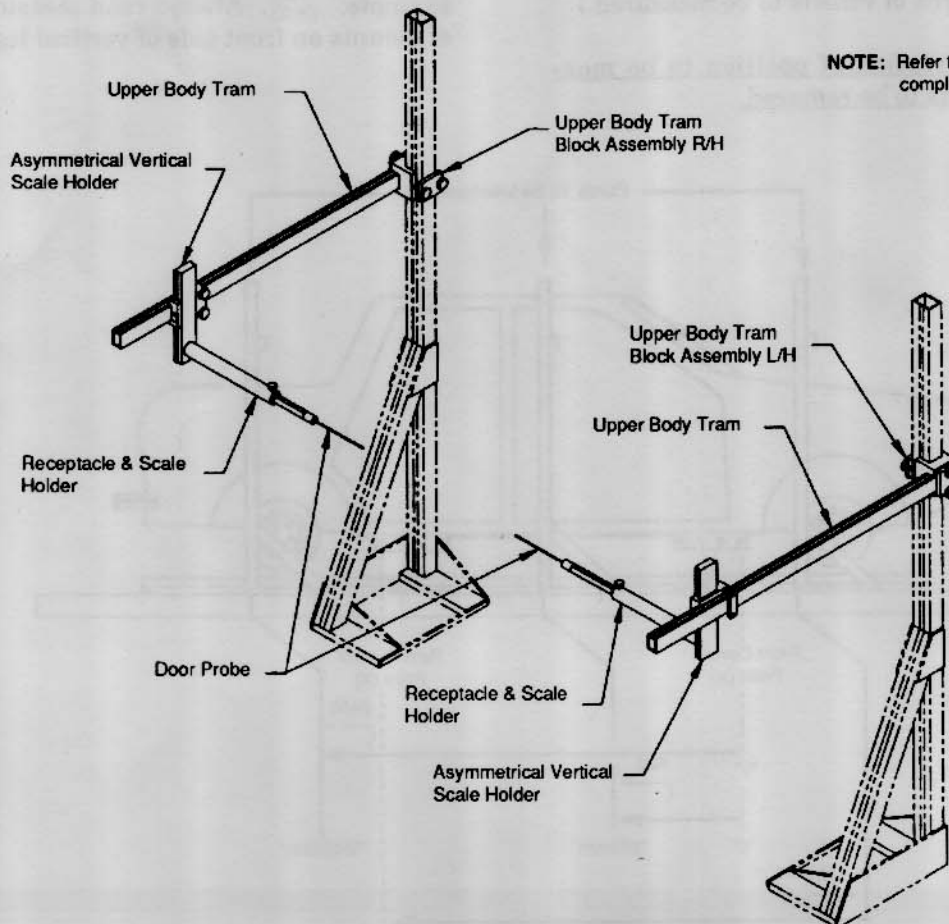 NOTE: Refer
compl
Upper Body Tram
Upper Body Tram
Block Assembly R/H
Asymmetrical Vertical
Scale Holder
Upper Body Tram
Block Assembly L/H
Upper Body Tram
Receptacle & Scale
Holder
Door Probe
Receptacle & Scale
Holder
Asymmetrical Vertical
Scale Holder